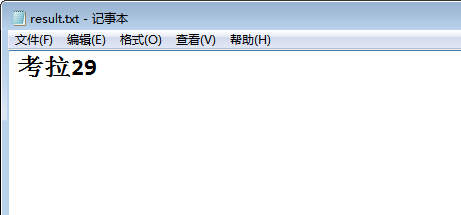 result.txt - 记事本
文件(F) 编辑(E) 格式(O) 查看(V) 帮助(H)
考拉29